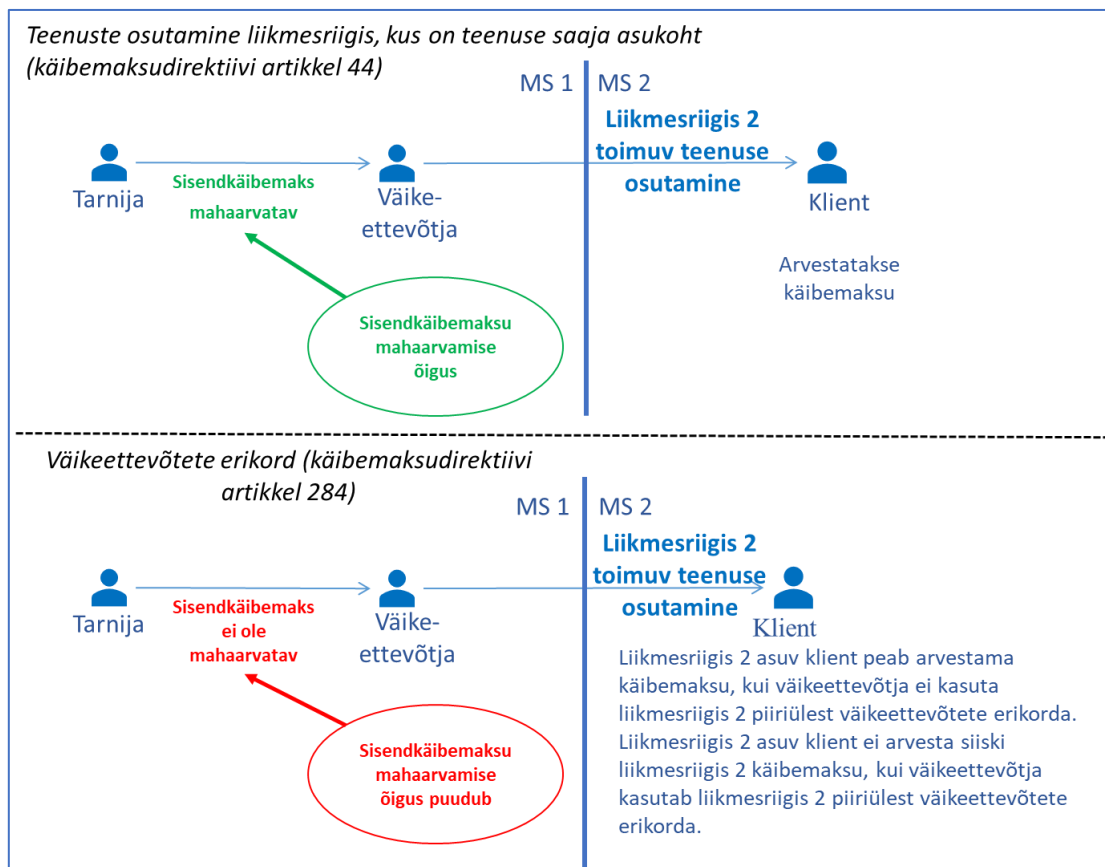 Teenuste osutamine liikmesriigis, kus on teenuse saaja asukoht
(käibemaksudirektiivi artikkel 44)
MS 1
MS 2
Liikmesriigis 2
toimuv teenuse
osutamine
Tarnija
Sisendkäibemaks
mahaarvatav
Väike-
ettevõtja
Klient
Arvestatakse
käibemaksu
Sisendkäibemaksu
mahaarvamise
õigus
Väikeettevõtete erikord (käibemaksudirektiivi
artikkel 284)
MS 1
MS 2
Liikmesriigis 2
toimuv teenuse
osutamine
Tarnija
Sisendkäibemaks
ei ole
mahaarvatav
Väike-
ettevõtja
Klient
Liikmesriigis 2 asuv klient peab arvestama
käibemaksu, kui väikeettevõtja ei kasuta
liikmesriigis 2 piiriülest väikeettevõtete erikorda.
Liikmesriigis 2 asuv klient ei arvesta siiski
liikmesriigis 2 käibemaksu, kui väikeettevõtja
kasutab liikmesriigis 2 piiriülest väikeettevõtete
erikorda.
Sisendkäibemaksu
mahaarvamise
õigus puudub